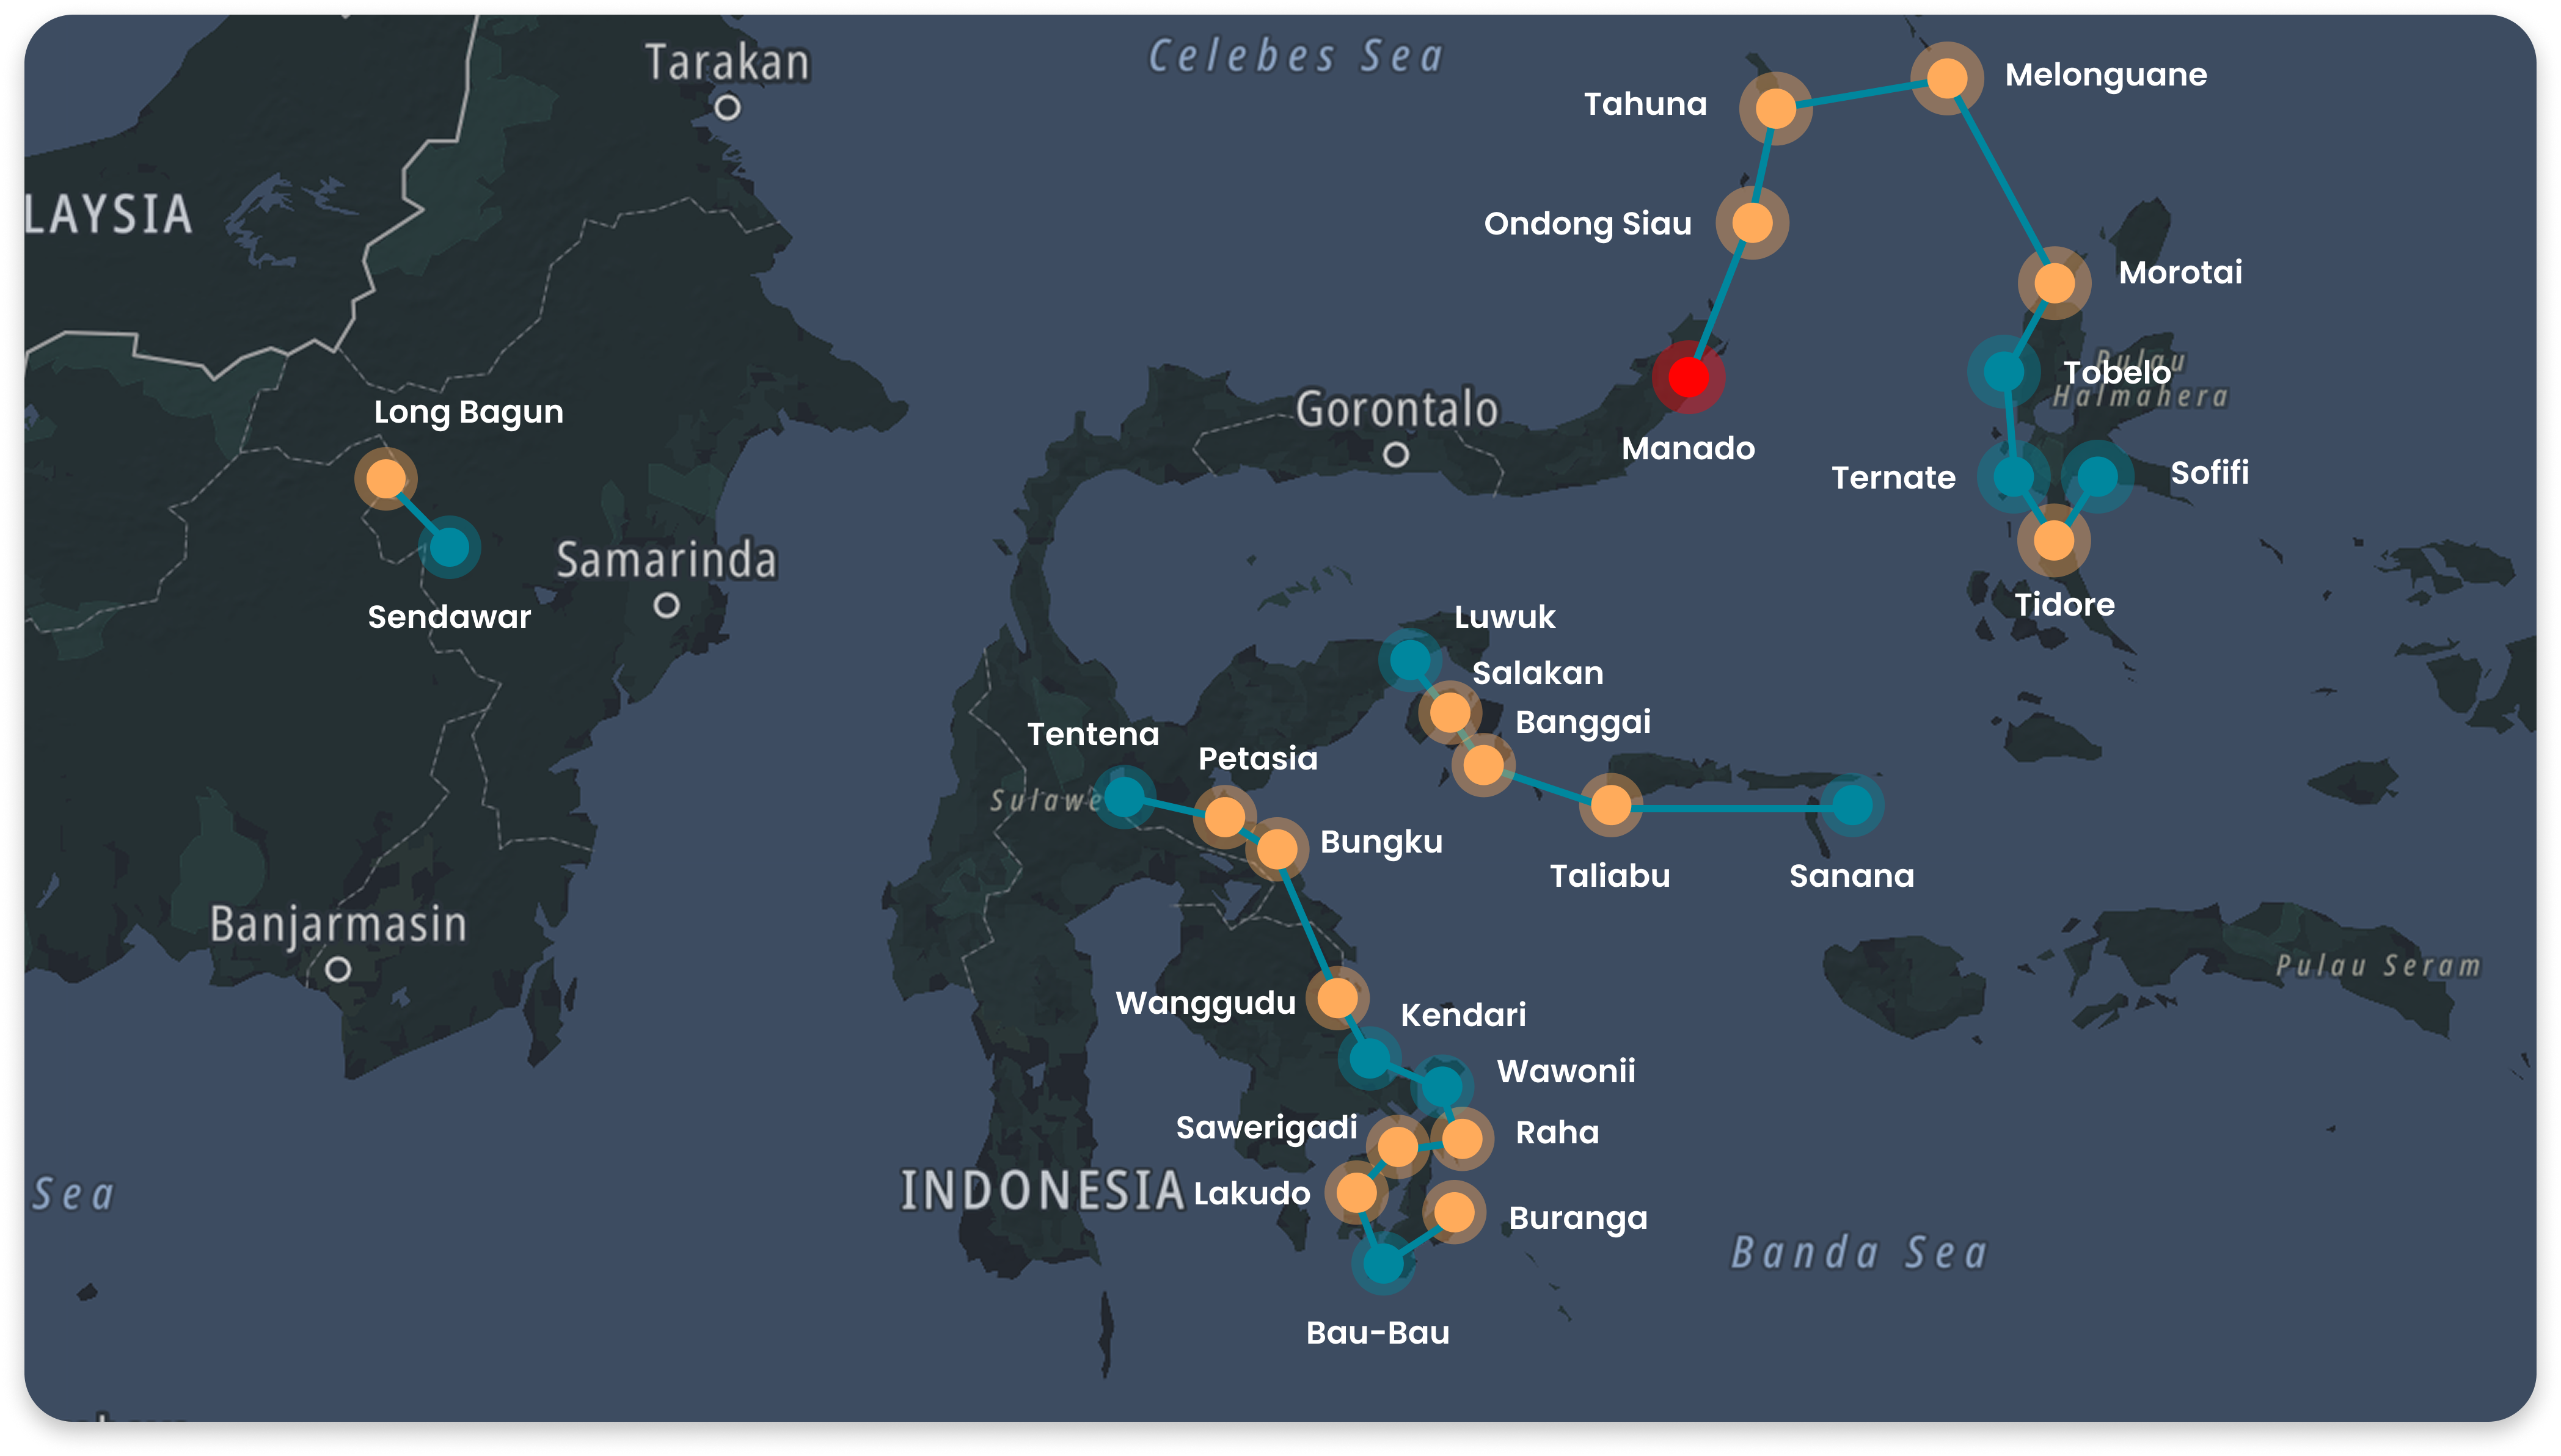 Tarakan
Celebes Sea
Tahuna
Melonguane
LAYSIA
Ondong Siau
Morotai
Long Bagun
Gorontalo
Pulau
Tobelo
Halmahera
Manado
Ternate
Sofifi
Samarinda
Sendawar
Tidore
Luwuk
Salakan
Banggai
Tentena
Petasia
Sulawe
Bungku
Taliabu
Sanana
Banjarmasin
Pulau Seram
Wanggudu
Kendari
Wawonii
Sawerigadi
Raha
Sea
INDONESIA
Lakudo
Buranga
Banda Sea
Bau-Bau